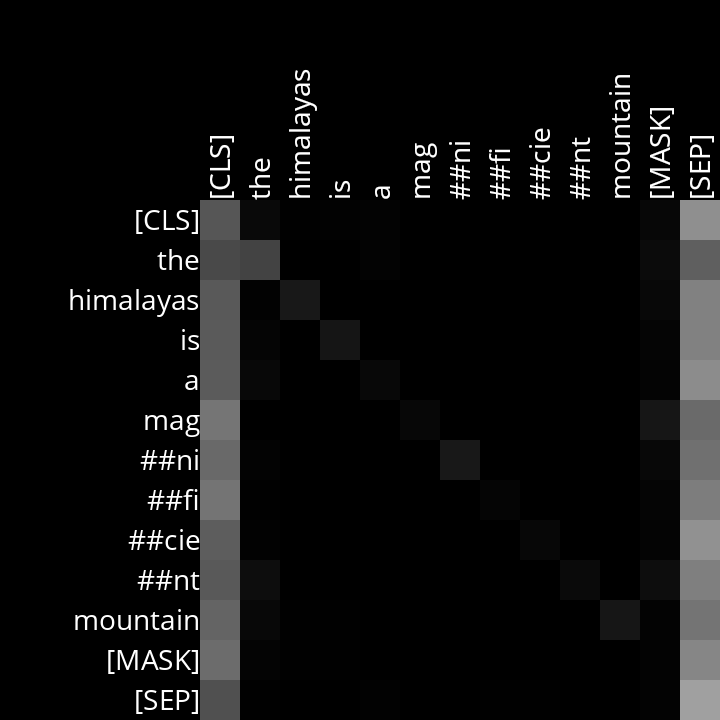 [CLS]
the
himalayas
is
a
mag
##ni
##fi
##cie
##nt
mountain
[MASK]
[SEP]
[CLS]
the
himalayas
is
a
mag
##ni
##fi
##cie
##nt
mountain
[MASK]
[SEP]